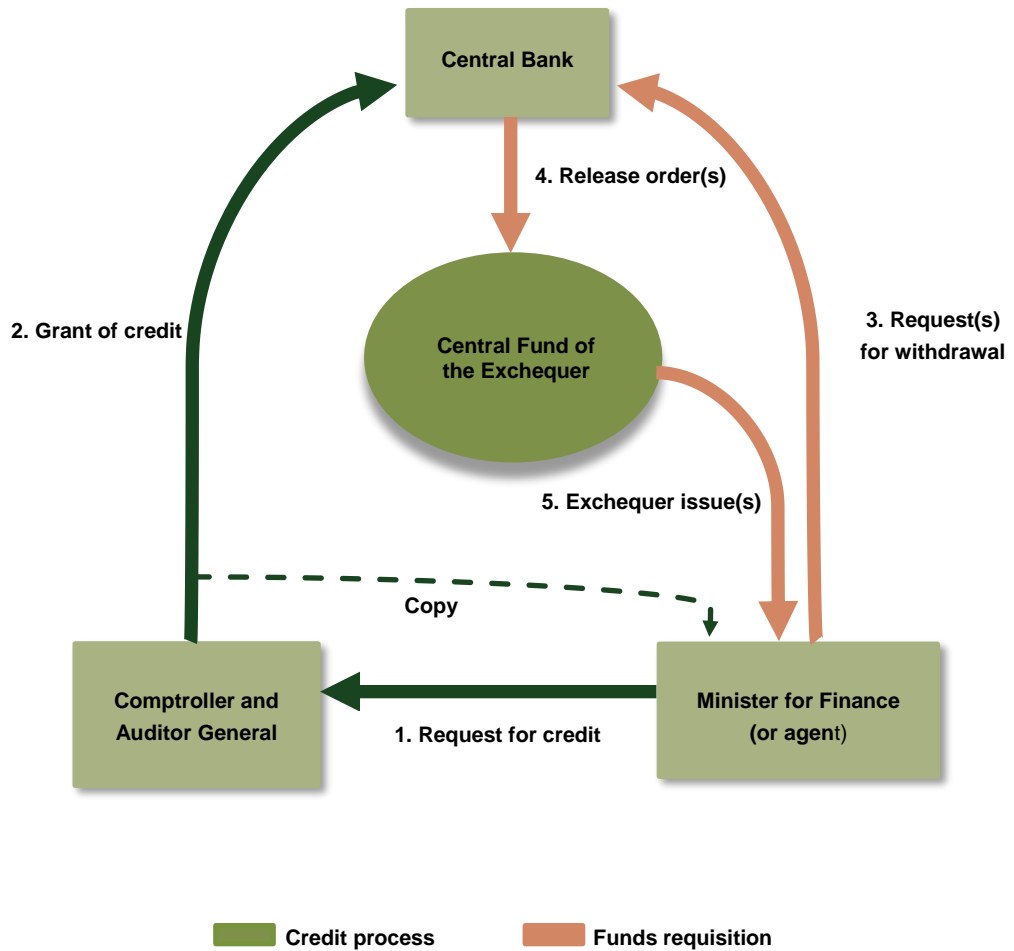 Central Bank
4. Release order(s)
2. Grant of credit
3. Request(s)
for withdrawal
Central Fund of
the Exchequer
5. Exchequer issue(s)
Copy
Comptroller and
Auditor General
1. Request for credit
Minister for Finance
(or agent)
Credit process
Funds requisition